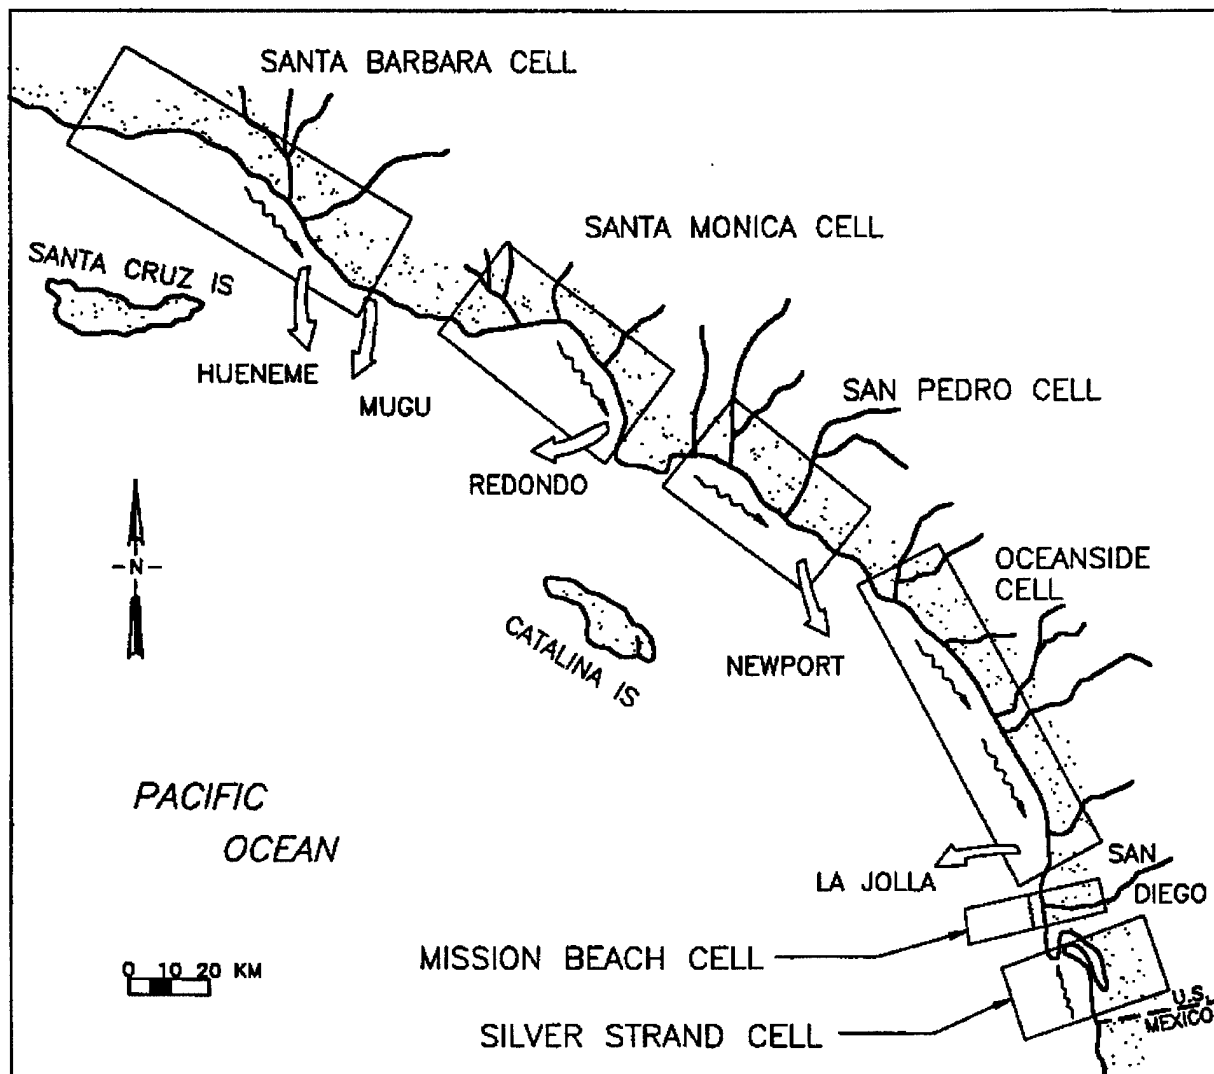 SANTA BARBARA CELL
SANTA MONICA CELL
SANTA CRUZ IS
HUENEME
MUGU
SAN PEDRO CELL
REDONDO
-N-
OCEANSIDE
CELL
CATALINA IS
NEWPORT
PACIFIC
OCEAN
SAN
DIEGO
LA JOLLA
MISSION BEACH CELL
0 10 20 KM
U.S.
MEXICO
SILVER STRAND CELL